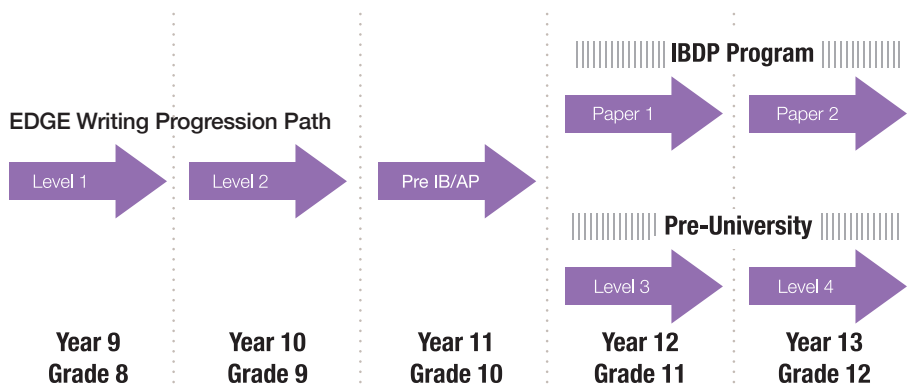 IBDP Program
Paper 1
Paper 2
EDGE Writing Progression Path
Level 1
Level 2
Pre IB/AP
Pre-University
Level 3
Level 4
Year 9
Grade 8
Year 10
Grade 9
Year 11
Grade 10
Year 12
Grade 11
Year 13
Grade 12